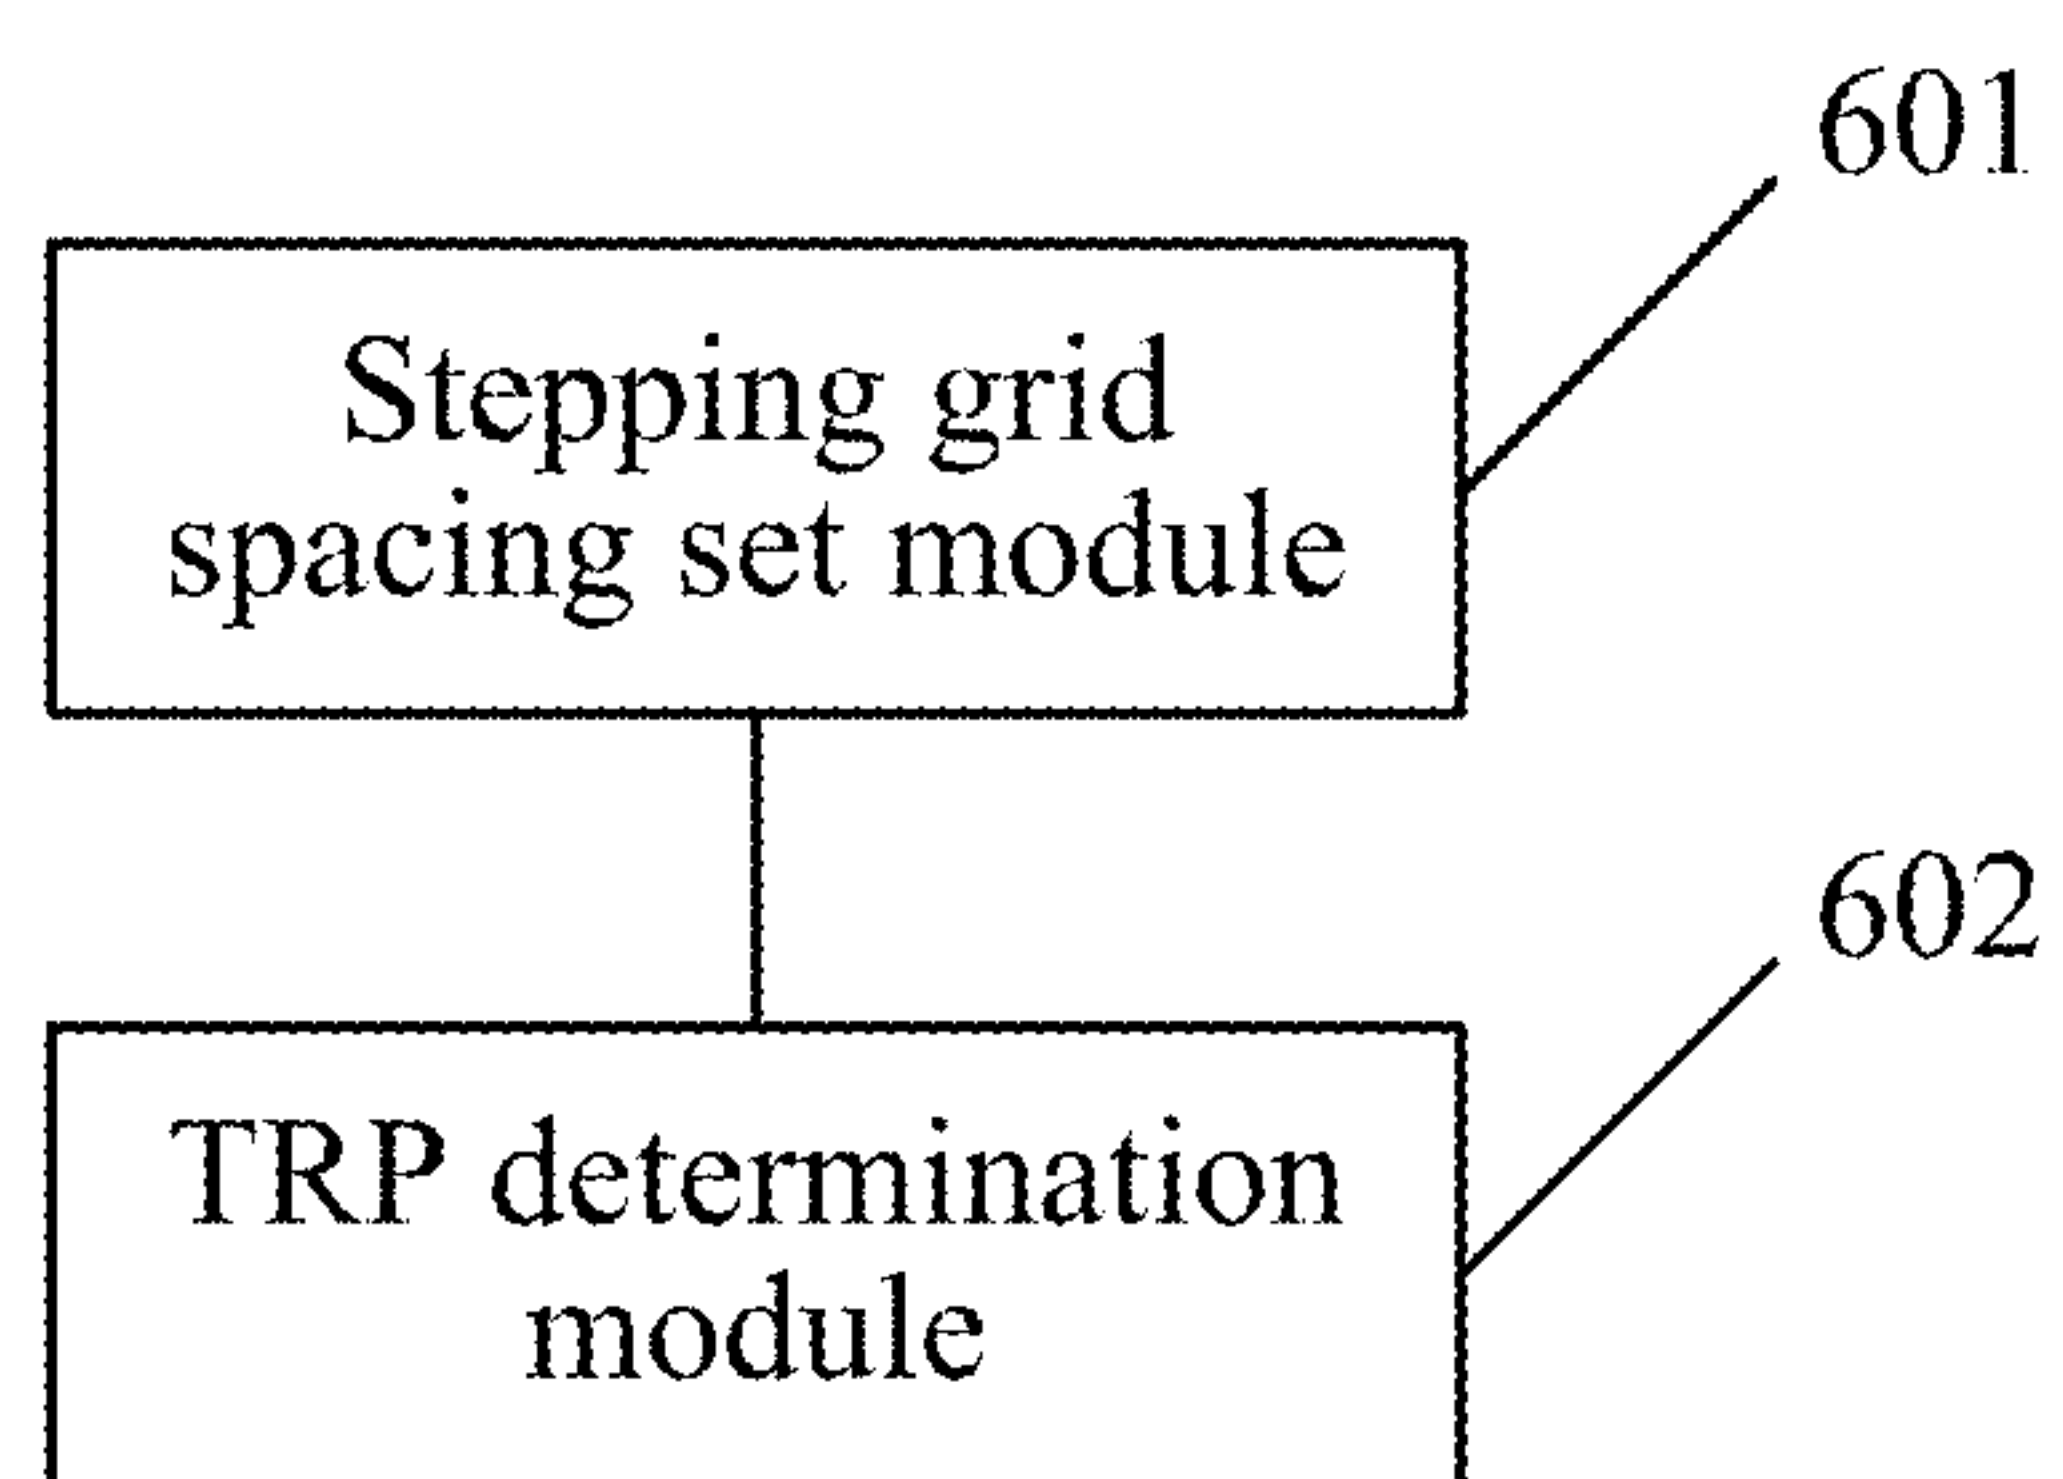 601
Stepping grid
spacing set module
602
TRP determination
module